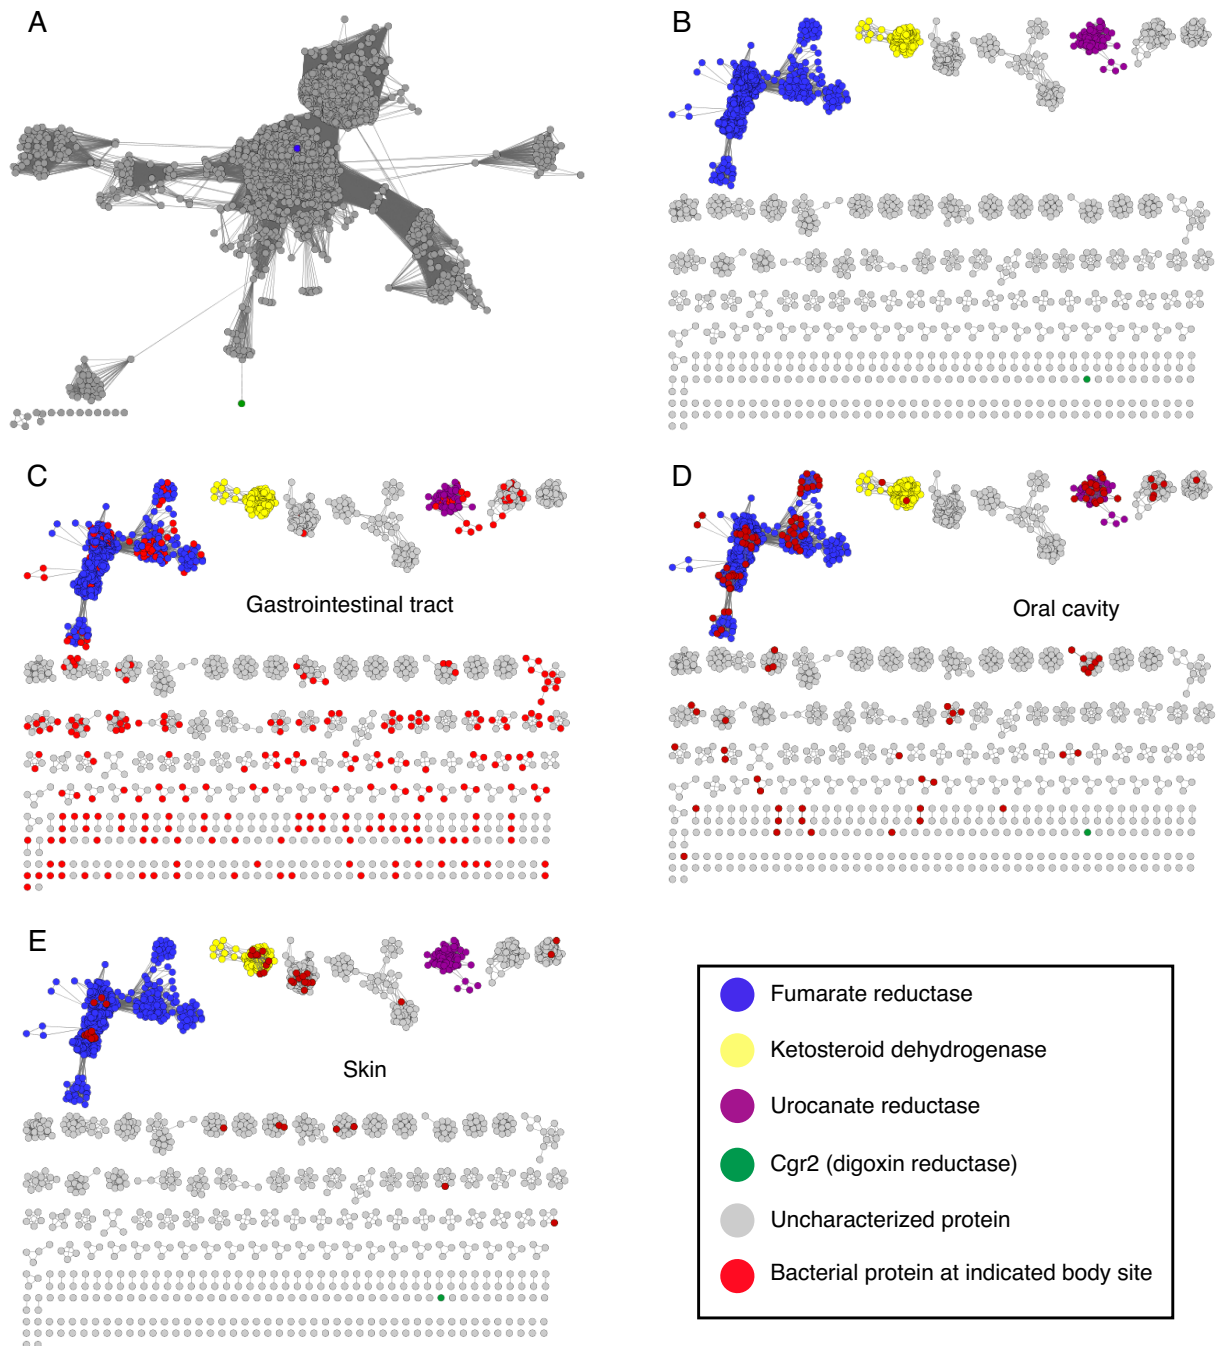 A
B
C
Gastrointestinal tract
D
Oral cavity
E
Skin
Fumarate reductase
Ketosteroid dehydrogenase
Urocanate reductase
Cgr2 (digoxin reductase)
Uncharacterized protein
Bacterial protein at indicated body site